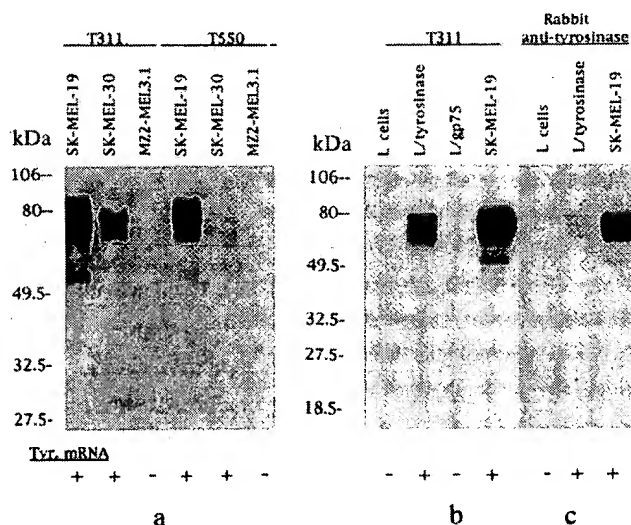 T311 T550
SK-MEL-19 SK-MEL-30 MZ2-MEL3.1 SK-MEL-19 SK-MEL-30 MZ2-MEL3.1
kDa
106--
80--
49.5-
32.5-
27.5-
Tyr. mRNA
+ + - + + -
a
T311 Rabbit
anti-tyrosinase
L cells L/tyrosinase L/gp75 SK-MEL-19 L cells L/tyrosinase SK-MEL-19
kDa
106--
80--
49.5-
32.5-
27.5-
18.5-
- + - + - + +
b c